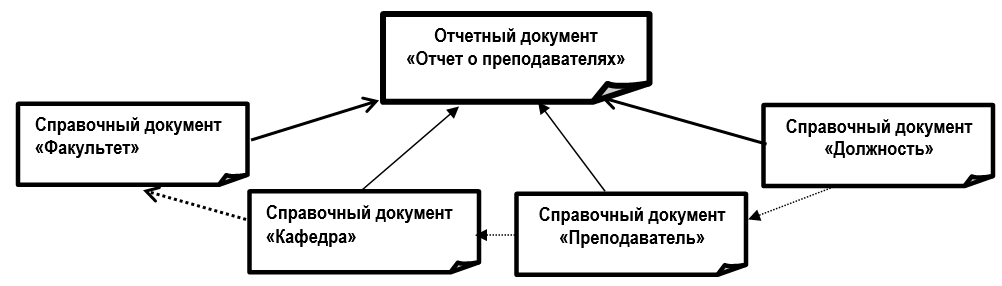 Отчетный документ
«Отчет о преподавателях»
Справочный документ
«Факультет»
Справочный документ
«Должность»
Справочный документ
«Кафедра»
Справочный документ
«Преподаватель»